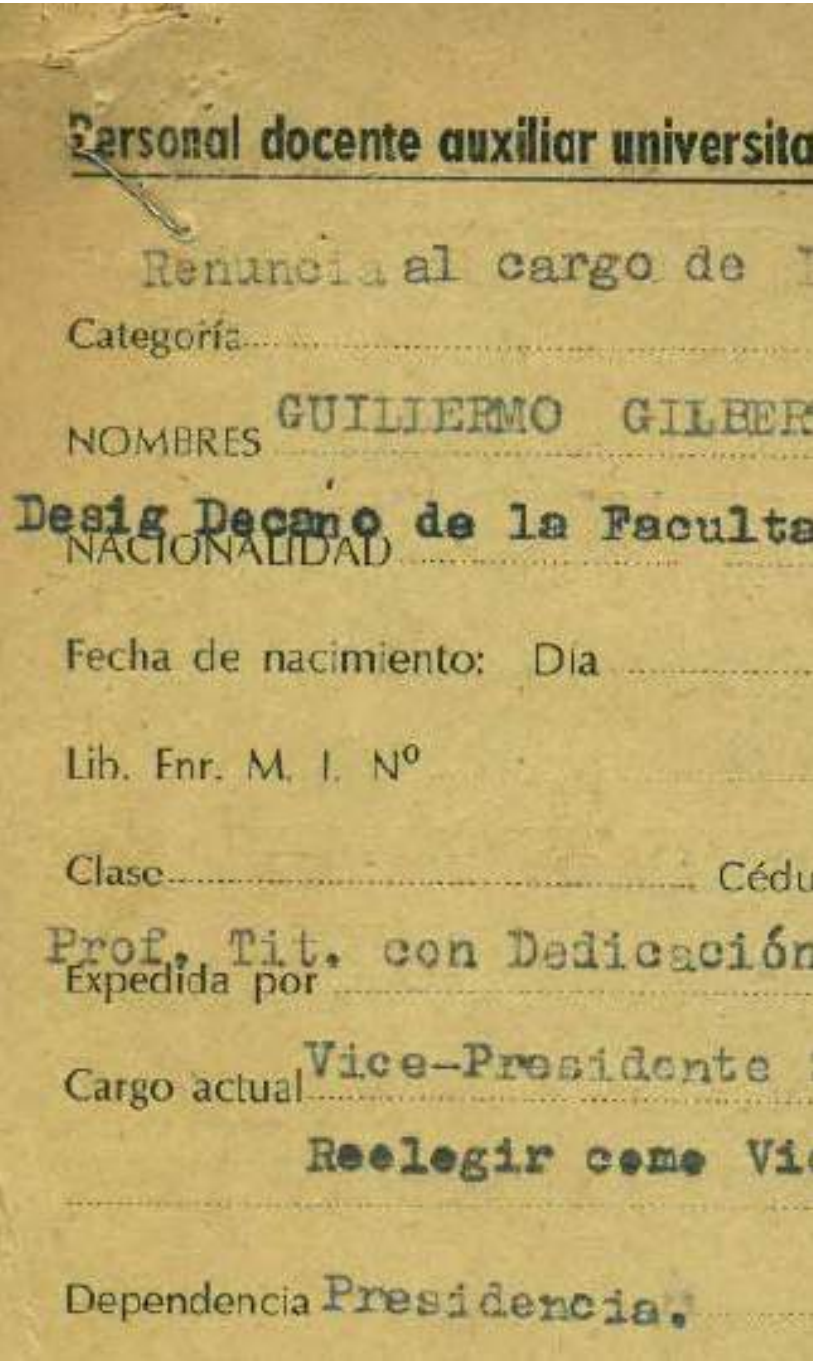 Personal docente auxiliar universita
Renuncia al cargo de
Categoría
NOMBRES GUILLERMO GILBER
Desig Decano de la Faculta
NACIONALIDAD
Fecha de nacimiento: Día
Lib. Enr. M. I. Nº
Clase Cédu
Prof. Tit. con Dedicación
Expedida por
Cargo actual Vice-Presidente
Reelegir como Vic
Dependencia Presidencia.